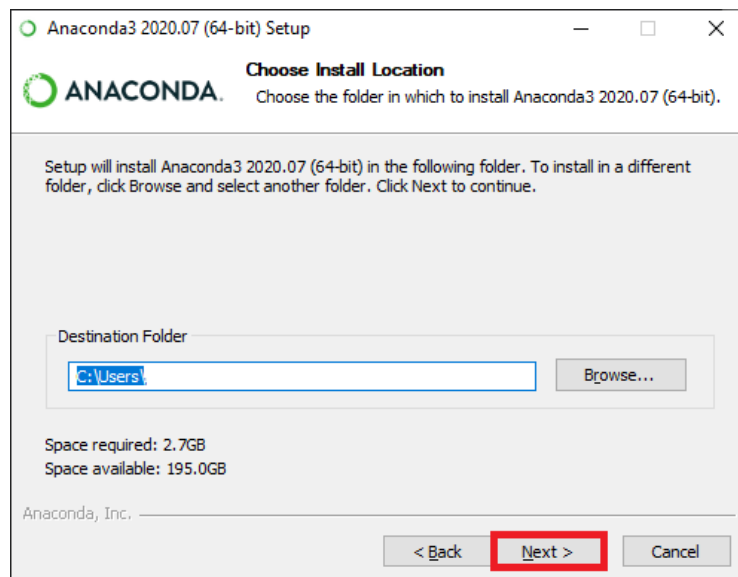 Anaconda3 2020.07 (64-bit) Setup
ANACONDA.
Choose Install Location
Choose the folder in which to install Anaconda3 2020.07 (64-bit).
Setup will install Anaconda3 2020.07 (64-bit) in the following folder. To install in a different
folder, click Browse and select another folder. Click Next to continue.
Destination Folder
C:\Users\
Browse...
Space required: 2.7GB
Space available: 195.0GB
Anaconda, Inc.
< Back
Next >
Cancel